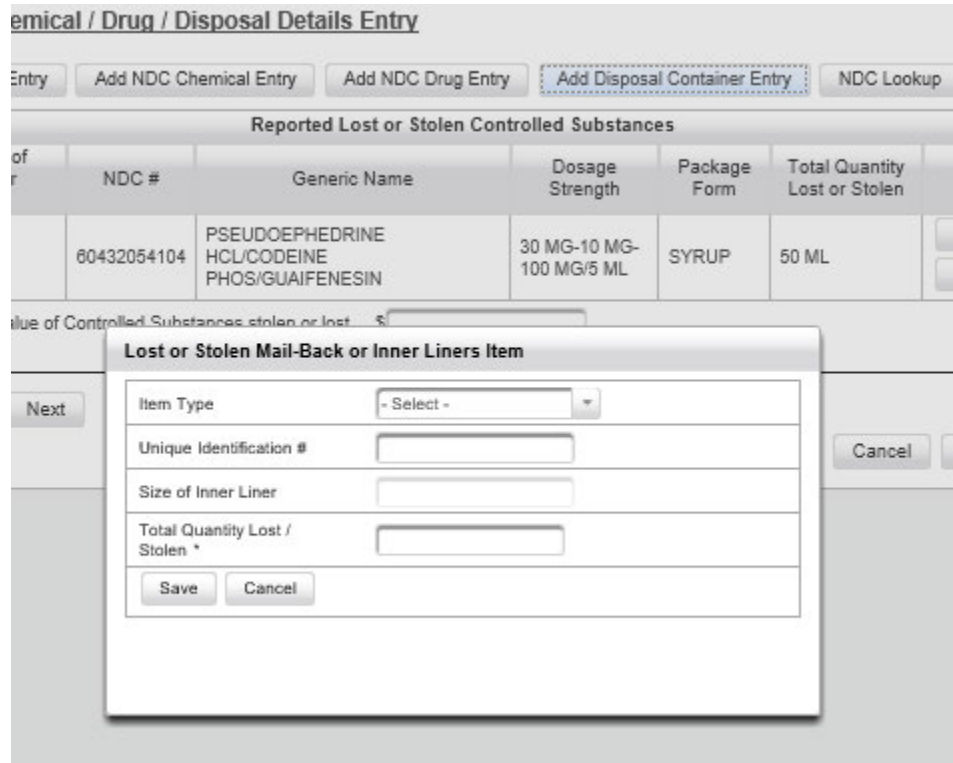 emical / Drug / Disposal Details Entry
Entry Add NDC Chemical Entry Add NDC Drug Entry Add Disposal Container Entry NDC Lookup
Reported Lost or Stolen Controlled Substances
of
r
NDC #
Generic Name
Dosage
Strength
Package
Form
Total Quantity
Lost or Stolen
60432054104
PSEUDOEPHEDRINE
HCL/CODEINE
PHOS/GUAIFENESIN
30 MG-10 MG-
100 MG/5 ML
SYRUP
50 ML
alue of Controlled Substances stolen or lost $
Lost or Stolen Mail-Back or Inner Liners Item
Next
Item Type - Select -
Unique Identification #
Cancel
Size of Inner Liner
Total Quantity Lost /
Stolen *
Save Cancel